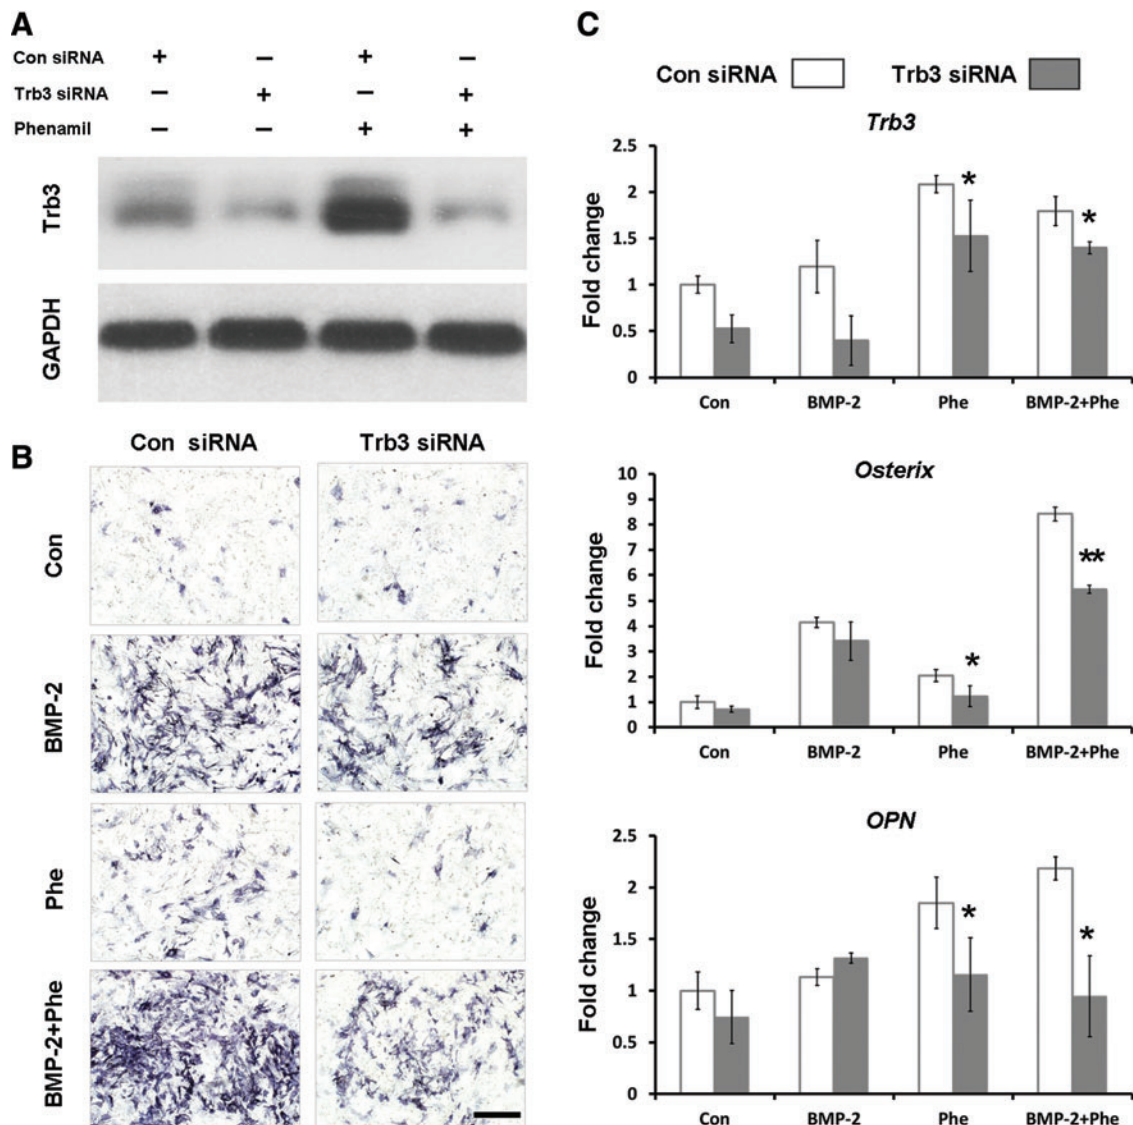 A
Con siRNA + − + −
Trb3 siRNA − + − +
Phenamil − − + +
Trb3
GAPDH
B
Con siRNA Trb3 siRNA
Con
BMP-2
Phe
BMP-2+Phe
C
Con siRNA Trb3 siRNA
Trb3
Fold change
2.5
2
1.5
1
0.5
0
* *
Con BMP-2 Phe BMP-2+Phe
Osterix
Fold change
10
9
8
7
6
5
4
3
2
1
0
* **
Con BMP-2 Phe BMP-2+Phe
OPN
Fold change
2.5
2
1.5
1
0.5
0
* *
Con BMP-2 Phe BMP-2+Phe